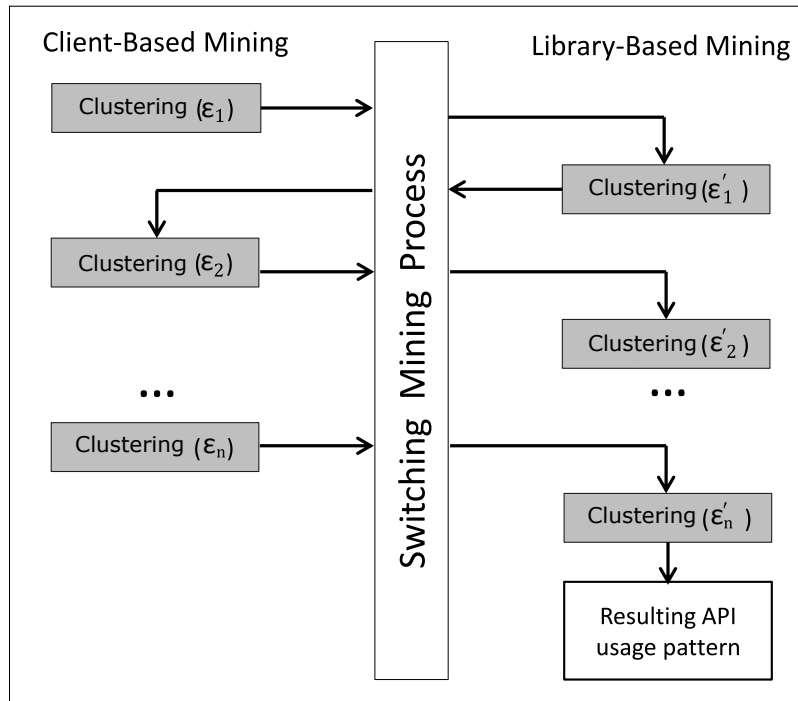 Client-Based Mining
Library-Based Mining
Clustering (ε₁)
Clustering (ε′₁ )
Clustering (ε₂)
Clustering (ε′₂ )
...
...
Clustering (εₙ)
Clustering (ε′ₙ )
Switching Mining Process
Resulting API
usage pattern